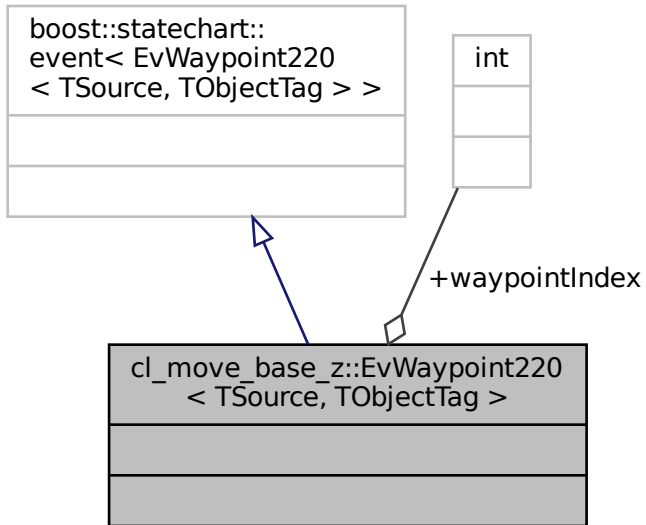 boost::statechart::
event< EvWaypoint220
< TSource, TObjectTag > >
int
+waypointIndex
cl_move_base_z::EvWaypoint220
< TSource, TObjectTag >